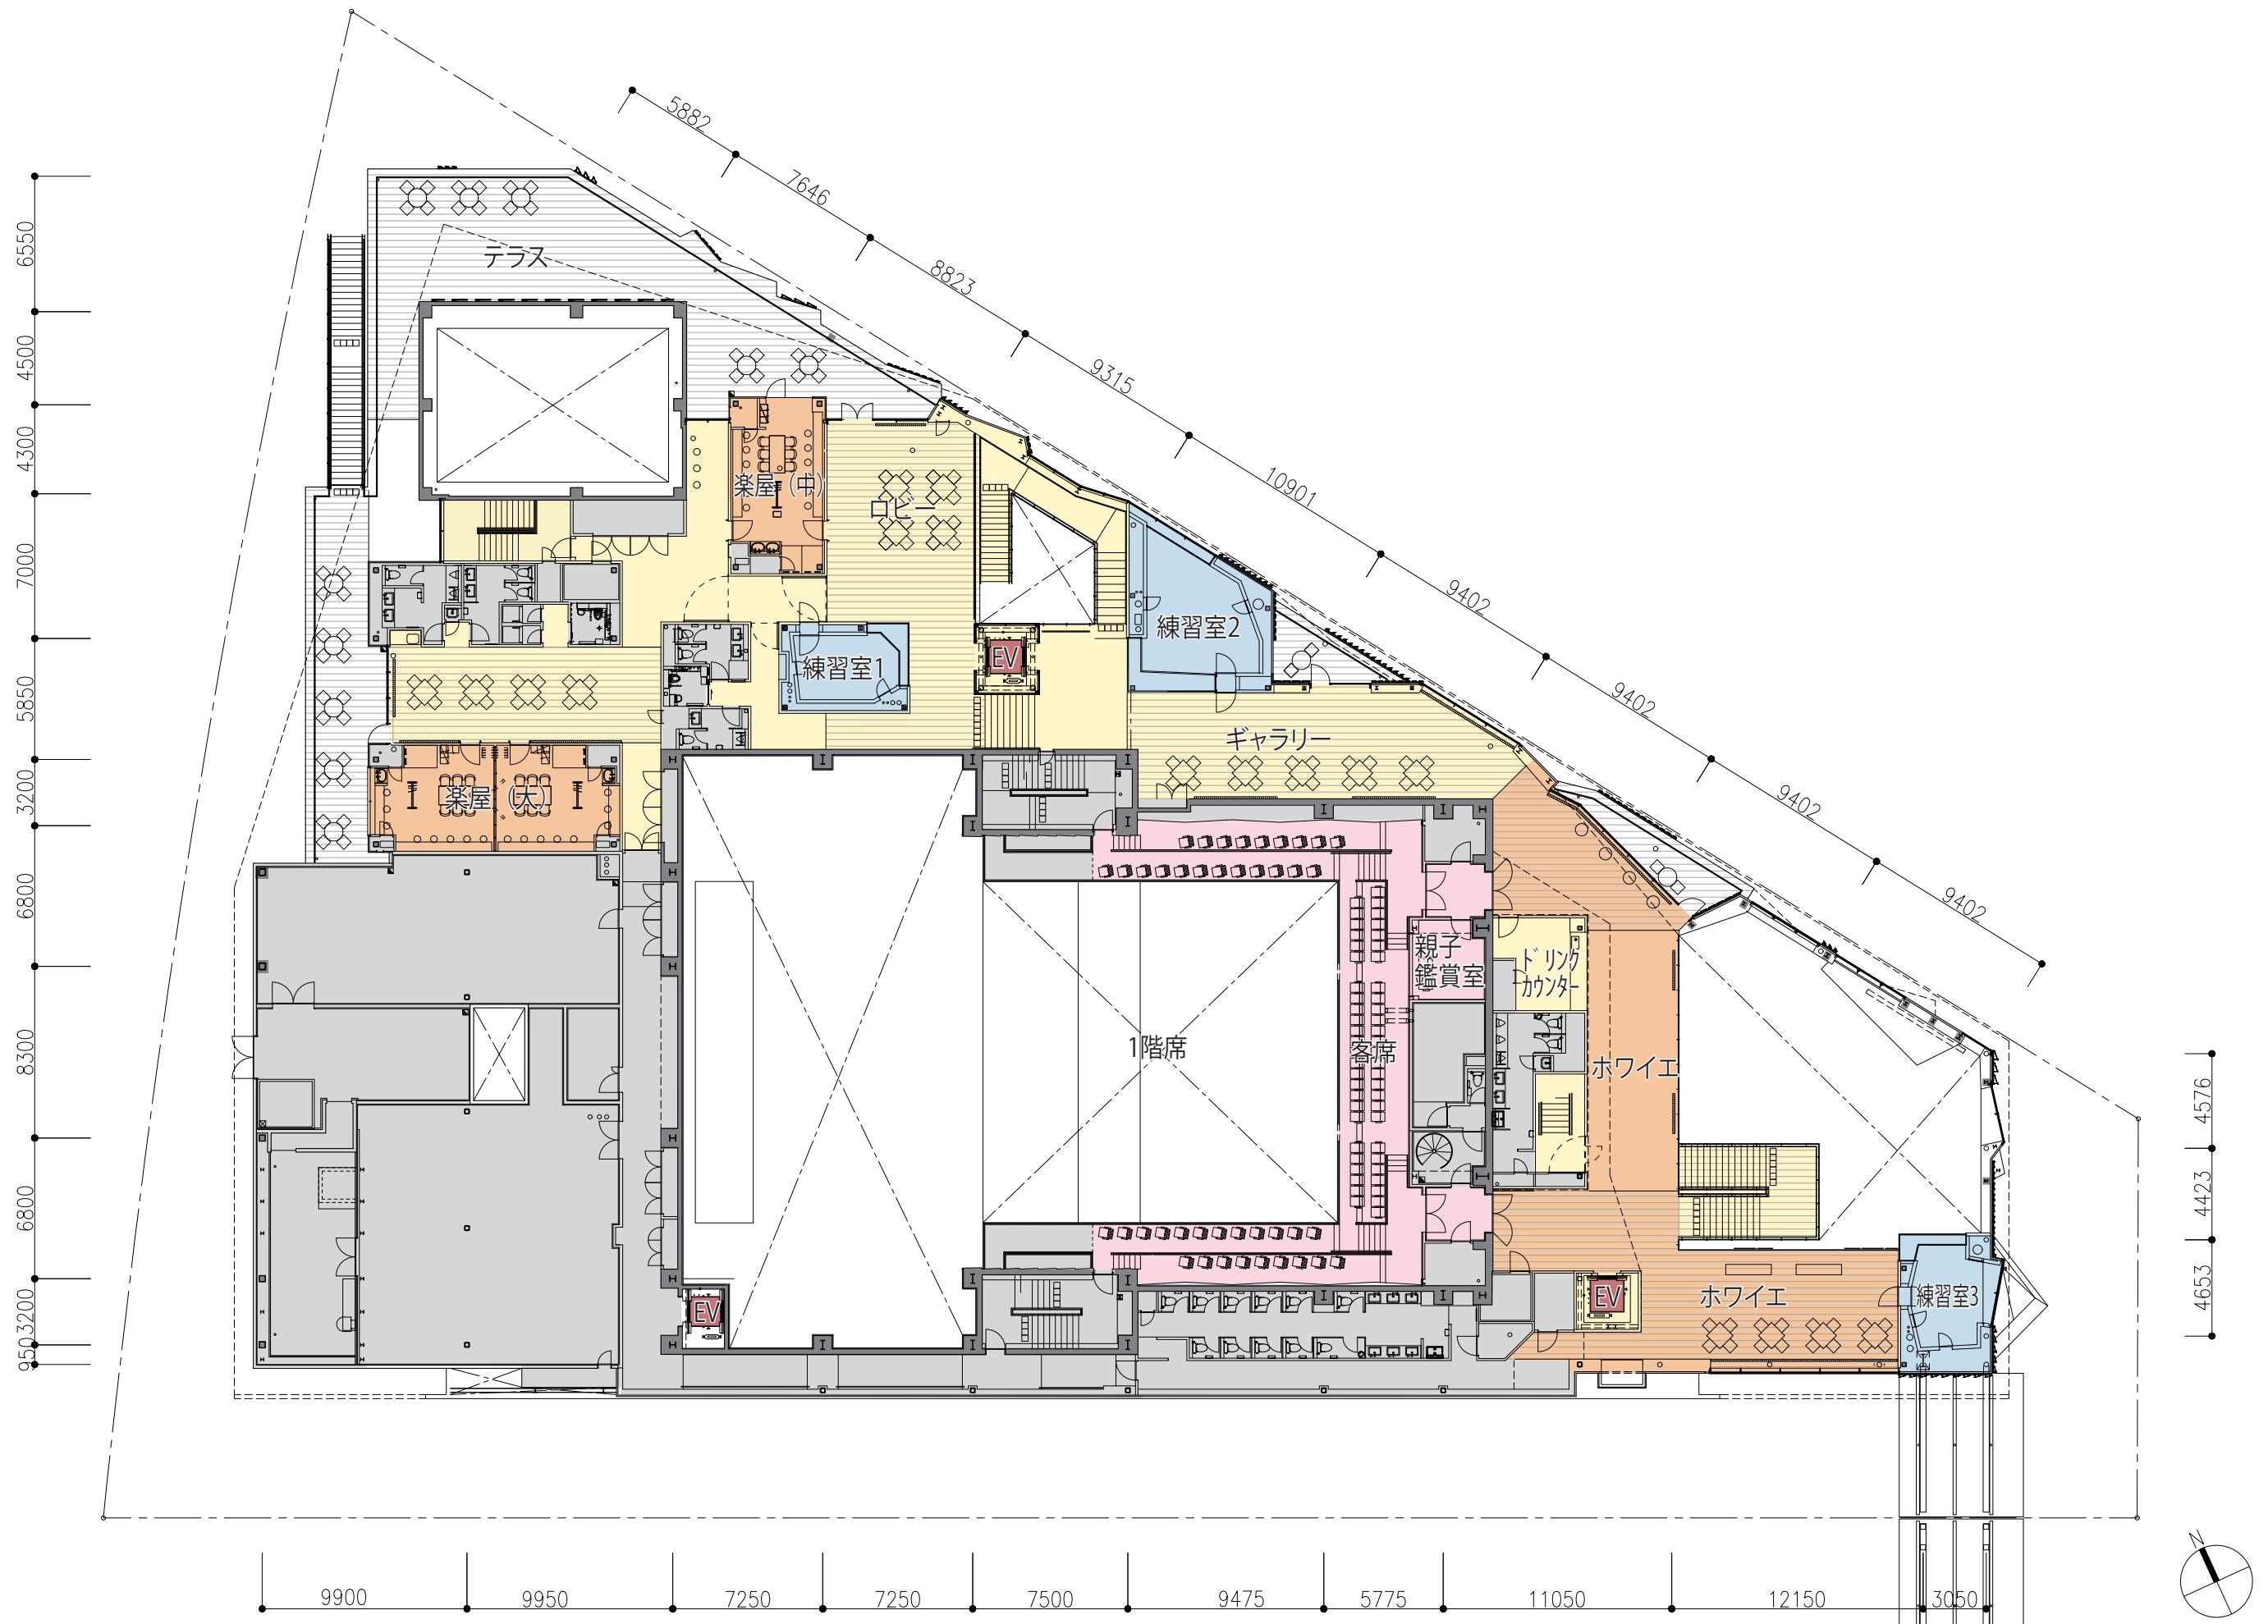 5882
7646
8823
9315
10901
9402
9402
9402
9402
6550
4500
4300
7000
5850
3200
6800
8300
6800
3200
950
テラス
楽屋（中）
ロビー
練習室2
練習室1
EV
ギャラリー
楽屋（大）
親子
鑑賞室
ドリンク
カウンター
1階席
客席
ホワイエ
EV
EV
ホワイエ
練習室3
4576
4423
4653
N
9900
9950
7250
7250
7500
9475
5775
11050
12150
3050